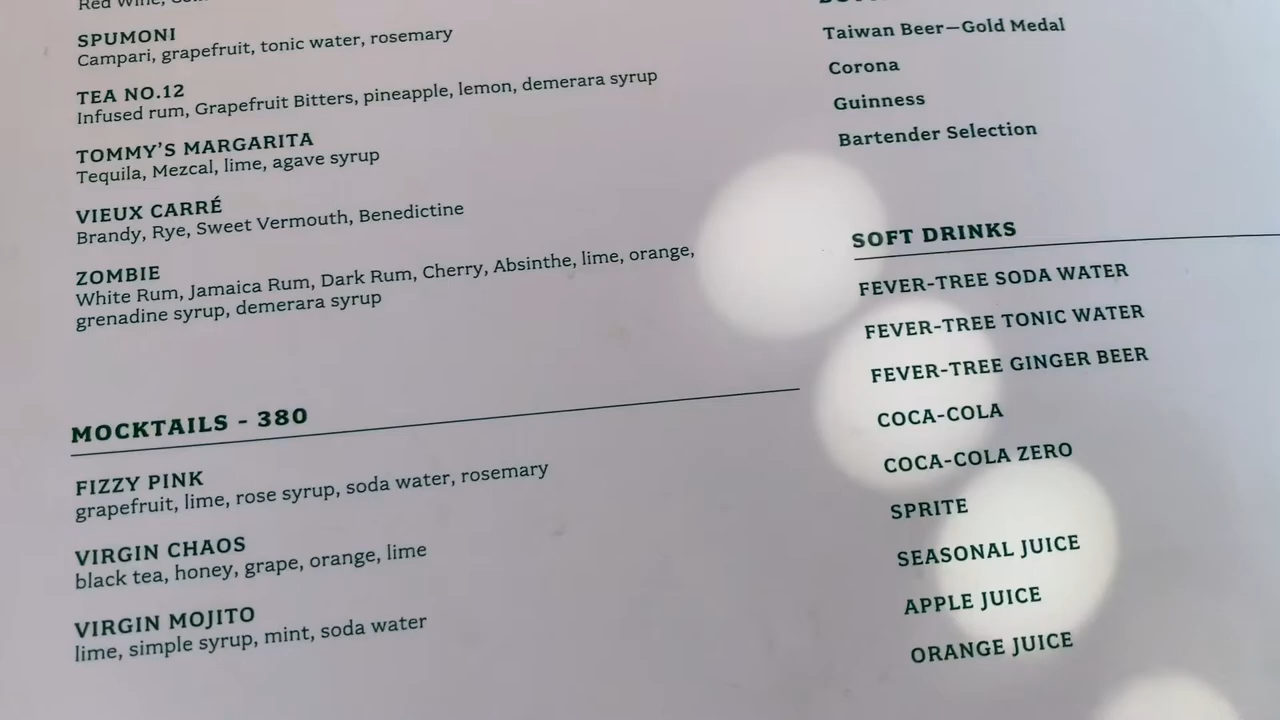 Red Wine,
SPUMONI
Campari, grapefruit, tonic water, rosemary
TEA NO.12
Infused rum, Grapefruit Bitters, pineapple, lemon, demerara syrup
TOMMY'S MARGARITA
Tequila, Mezcal, lime, agave syrup
VIEUX CARRÉ
Brandy, Rye, Sweet Vermouth, Benedictine
ZOMBIE
White Rum, Jamaica Rum, Dark Rum, Cherry, Absinthe, lime, orange,
grenadine syrup, demerara syrup
MOCKTAILS - 380
FIZZY PINK
grapefruit, lime, rose syrup, soda water, rosemary
VIRGIN CHAOS
black tea, honey, grape, orange, lime
VIRGIN MOJITO
lime, simple syrup, mint, soda water
Taiwan Beer—Gold Medal
Corona
Guinness
Bartender Selection
SOFT DRINKS
FEVER-TREE SODA WATER
FEVER-TREE TONIC WATER
FEVER-TREE GINGER BEER
COCA-COLA
COCA-COLA ZERO
SPRITE
SEASONAL JUICE
APPLE JUICE
ORANGE JUICE